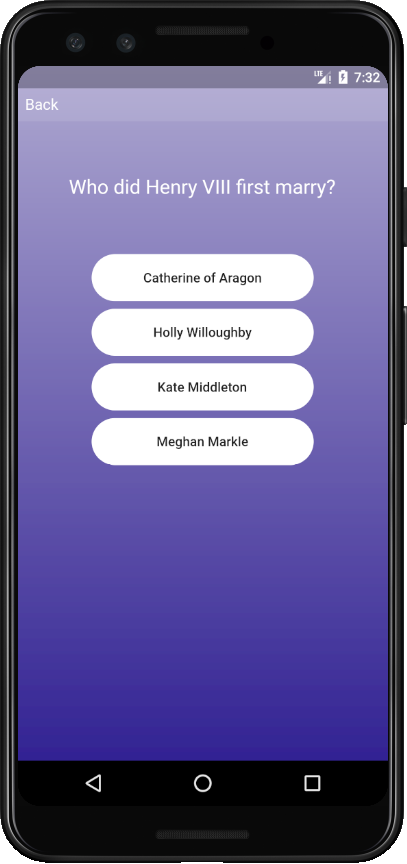 LTE 7:32
Back
Who did Henry VIII first marry?
Catherine of Aragon
Holly Willoughby
Kate Middleton
Meghan Markle